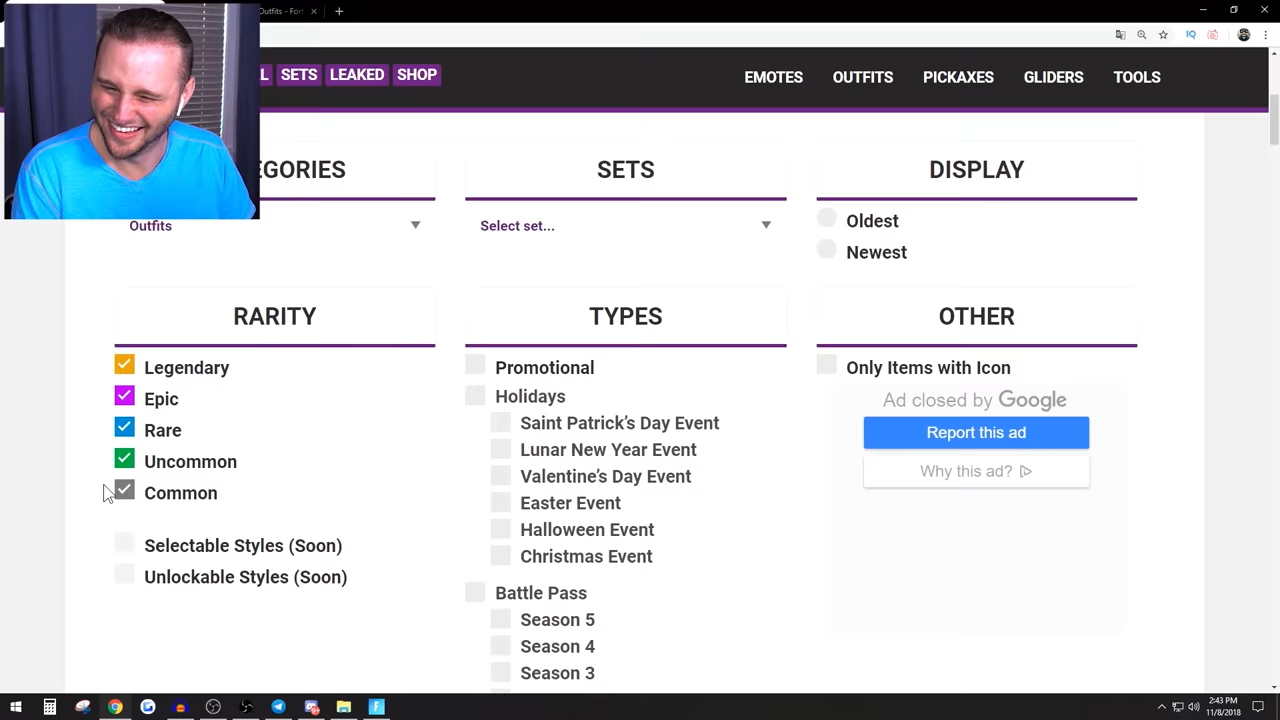 Outfits - For
IQ
L SETS LEAKED SHOP
EMOTES OUTFITS PICKAXES GLIDERS TOOLS
EGORIES
Outfits
SETS
Select set...
DISPLAY
Oldest
Newest
RARITY
Legendary
Epic
Rare
Uncommon
Common
Selectable Styles (Soon)
Unlockable Styles (Soon)
TYPES
Promotional
Holidays
Saint Patrick’s Day Event
Lunar New Year Event
Valentine’s Day Event
Easter Event
Halloween Event
Christmas Event
Battle Pass
Season 5
Season 4
Season 3
OTHER
Only Items with Icon
Ad closed by Google
Report this ad
Why this ad?
2:43 PM
11/8/2018